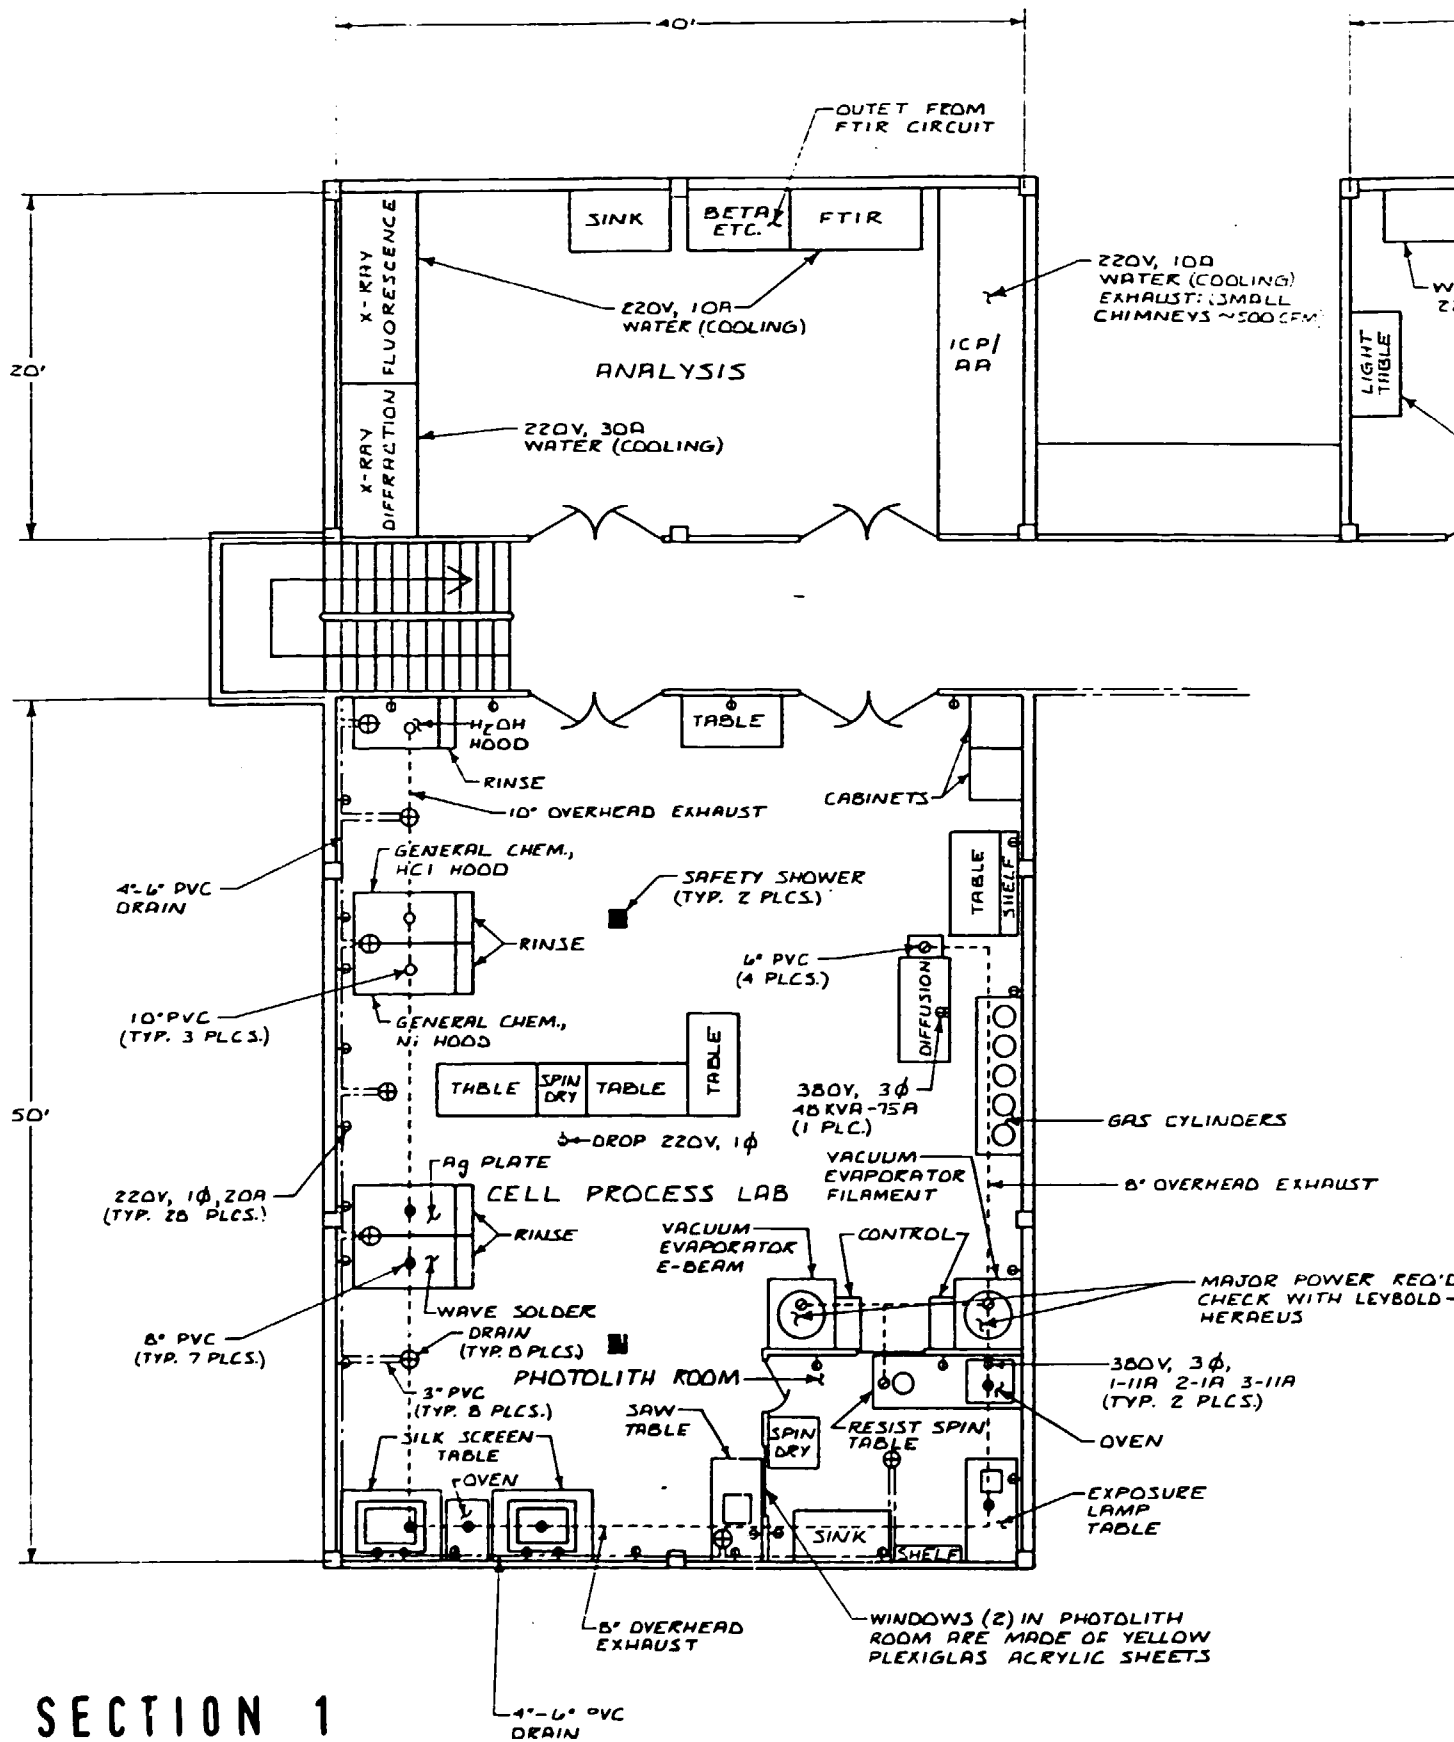 40'
OUTET FROM
FTIR CIRCUIT
X-RAY
FLUORESCENCE
SINK
BETA
ETC.
FTIR
220V, 10A
WATER (COOLING)
EXHAUST: (SMALL
CHIMNEYS ~500 CFM)
220V, 10A
WATER (COOLING)
20'
ANALYSIS
ICP/
AA
LIGHT
TABLE
X-RAY
DIFFRACTION
220V, 30A
WATER (COOLING)
HOOD
TABLE
RINSE
10" OVERHEAD EXHAUST
CABINETS
GENERAL CHEM.,
HCl HOOD
4"-6" PVC
DRAIN
SAFETY SHOWER
(TYP. 2 PLCS.)
TABLE
SHELF
RINSE
6" PVC
(4 PLCS.)
DIFFUSION
10" PVC
(TYP. 3 PLCS.)
GENERAL CHEM.,
Ni HOOD
TABLE
SPIN
DRY
TABLE
TABLE
380V, 3ϕ
48 KVA-75A
(1 PLC.)
50'
GAS CYLINDERS
DROP 220V, 1ϕ
Ag PLATE
VACUUM
EVAPORATOR
FILAMENT
8" OVERHEAD EXHAUST
220V, 1ϕ, 20A
(TYP. 28 PLCS.)
CELL PROCESS LAB
RINSE
VACUUM
EVAPORATOR
E-BEAM
CONTROL
MAJOR POWER REQ'D
CHECK WITH LEYBOLD-
HERAEUS
WAVE SOLDER
8" PVC
(TYP. 7 PLCS.)
DRAIN
(TYP. 8 PLCS.)
PHOTOLITH ROOM
380V, 3ϕ,
1-11A 2-1A 3-11A
(TYP. 2 PLCS.)
3" PVC
(TYP. 8 PLCS.)
SAW
TABLE
SPIN
DRY
RESIST SPIN
TABLE
OVEN
SILK SCREEN
TABLE
OVEN
EXPOSURE
LAMP
TABLE
SINK
SHELF
8" OVERHEAD
EXHAUST
WINDOWS (2) IN PHOTOLITH
ROOM ARE MADE OF YELLOW
PLEXIGLAS ACRYLIC SHEETS
SECTION 1
4"-6" PVC
DRAIN